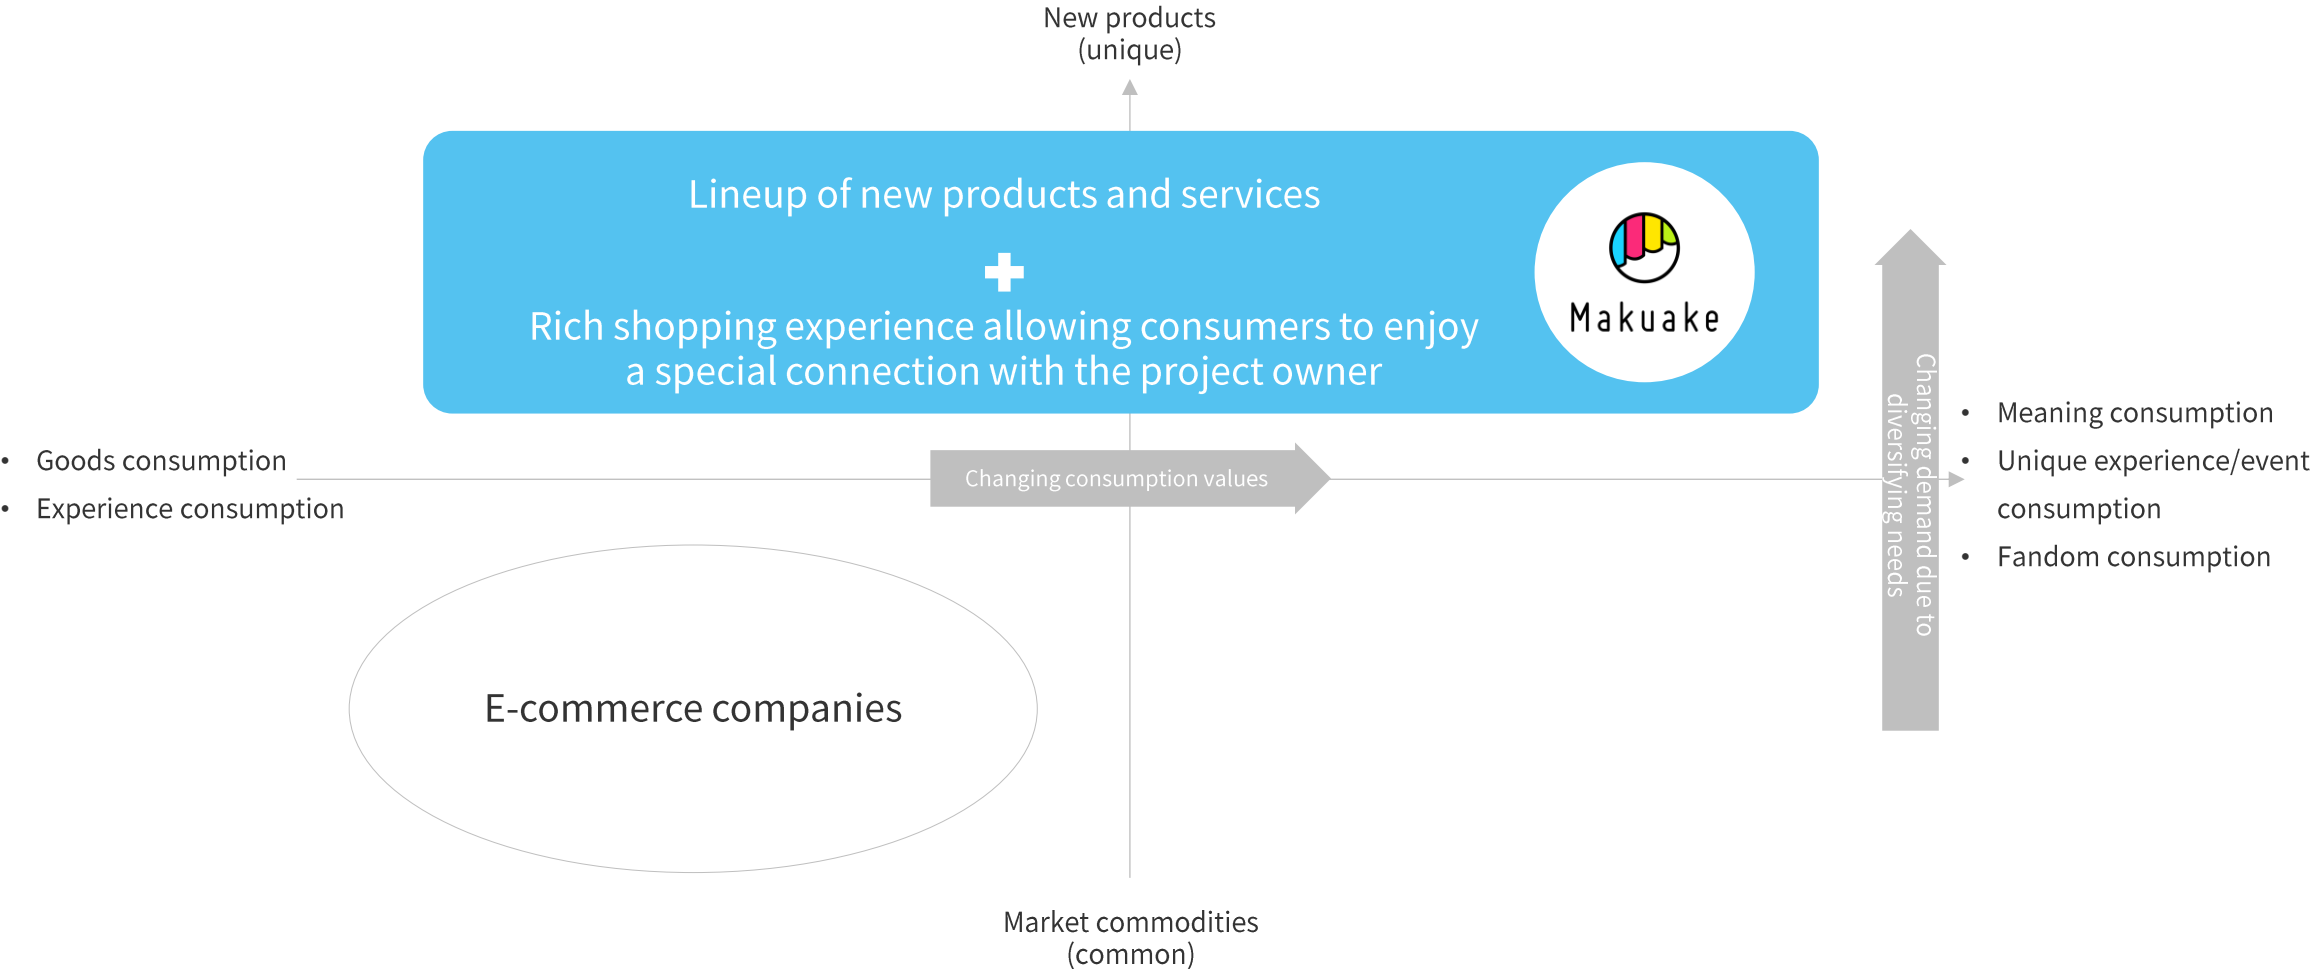 New products
(unique)
Lineup of new products and services
Rich shopping experience allowing consumers to enjoy
a special connection with the project owner
Makuake
• Goods consumption
• Experience consumption
Changing consumption values
Changing demand due to
diversifying needs
• Meaning consumption
• Unique experience/event
consumption
• Fandom consumption
E-commerce companies
Market commodities
(common)